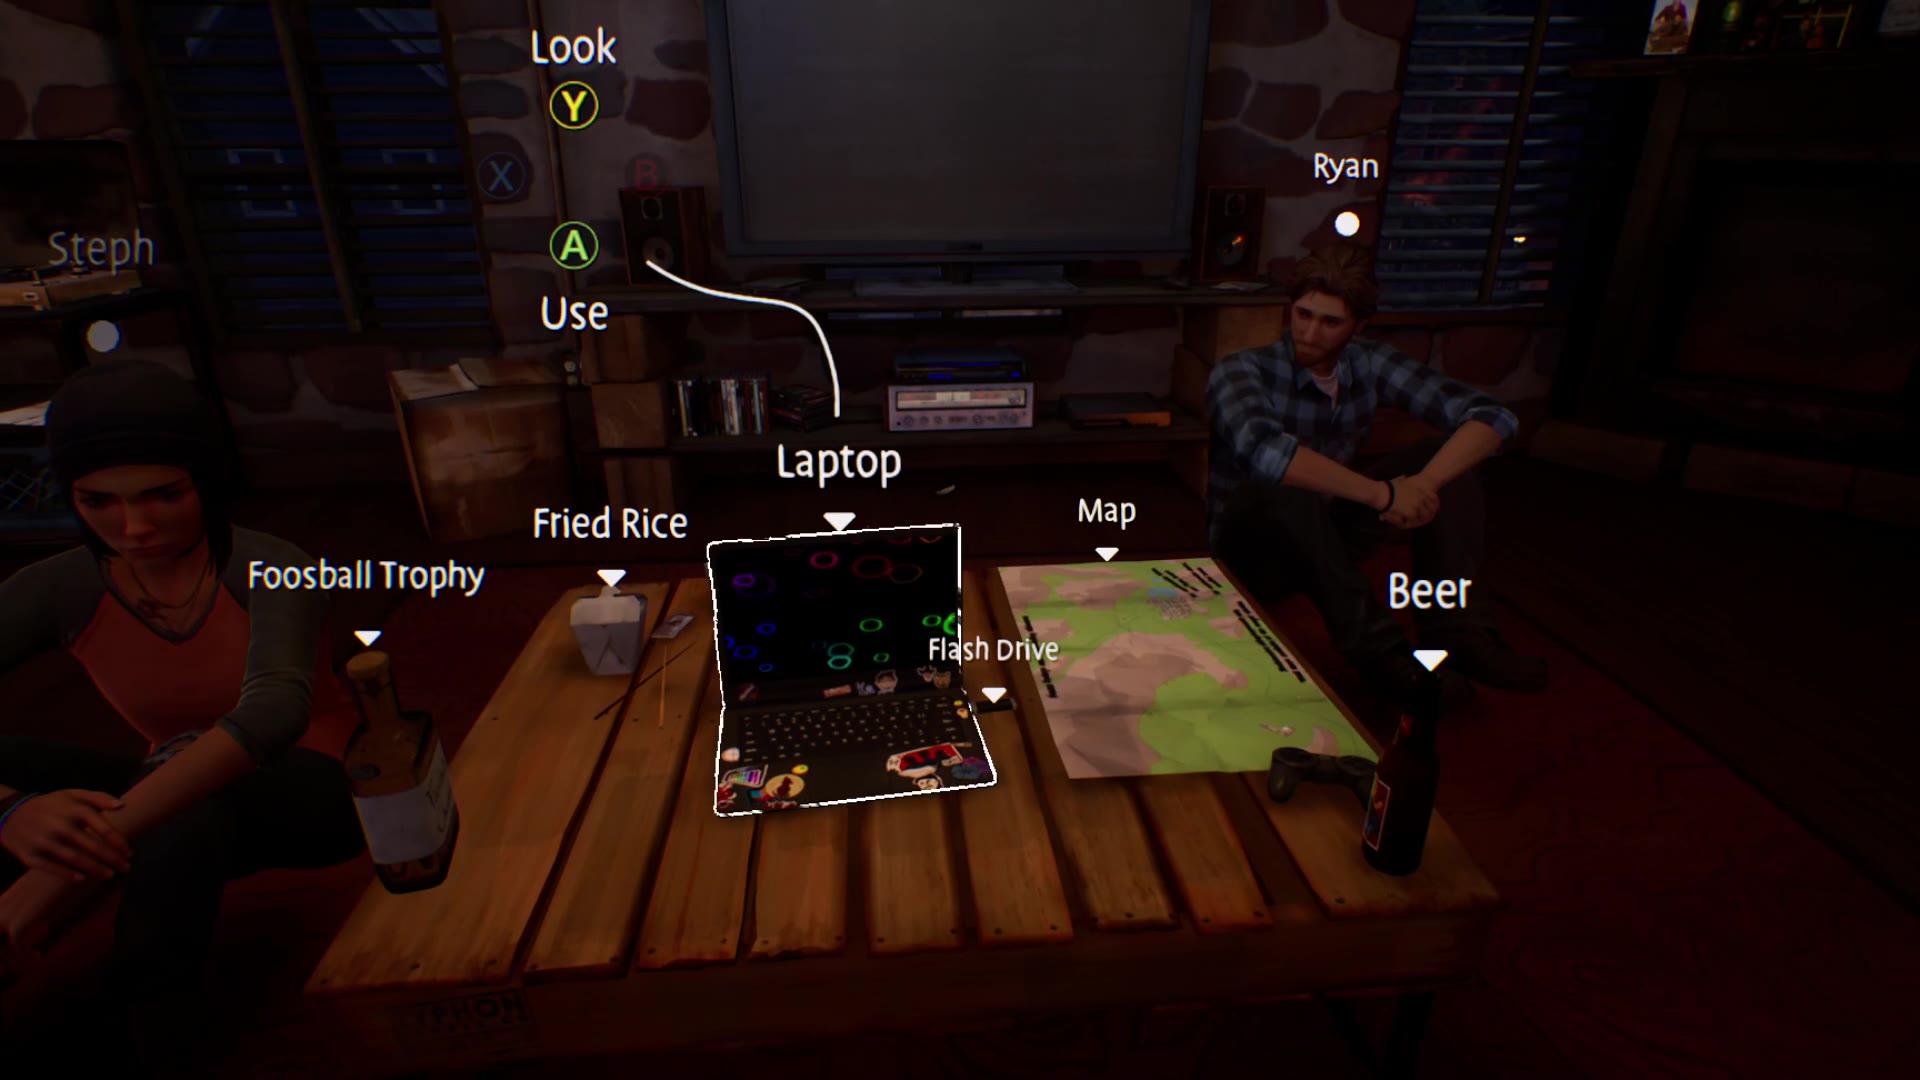 Look
Y
X
B
A
Use
Ryan
Steph
Laptop
Fried Rice
Map
Foosball Trophy
Beer
Flash Drive